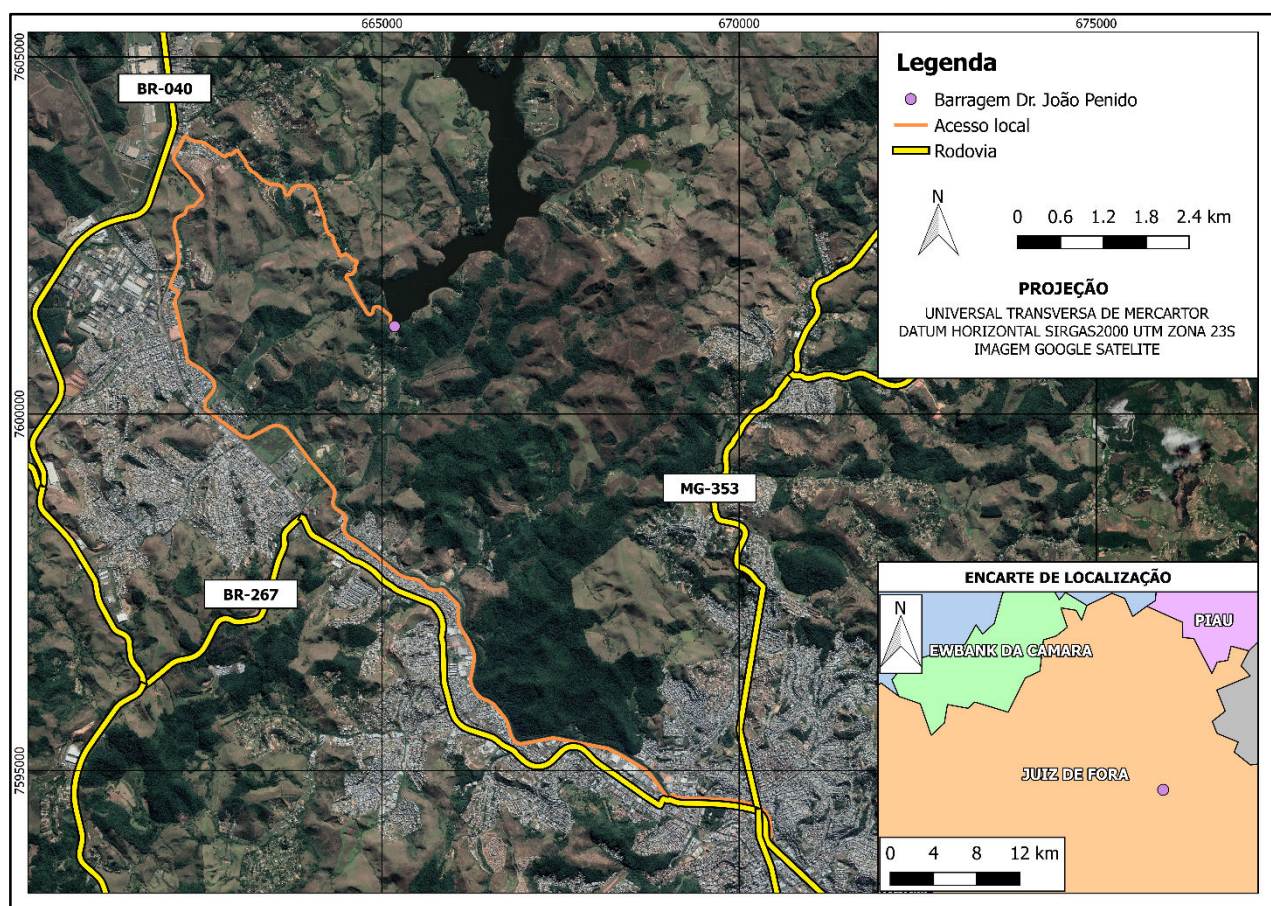 665000
670000
675000
7605000
7600000
7595000
BR-040
MG-353
BR-267
Legenda
Barragem Dr. João Penido
Acesso local
Rodovia
N
0 0.6 1.2 1.8 2.4 km
PROJEÇÃO
UNIVERSAL TRANSVERSA DE MERCARTOR
DATUM HORIZONTAL SIRGAS2000 UTM ZONA 23S
IMAGEM GOOGLE SATELITE
ENCARTE DE LOCALIZAÇÃO
N
PIAU
EWBANK DA CÂMARA
JUIZ DE FORA
0 4 8 12 km